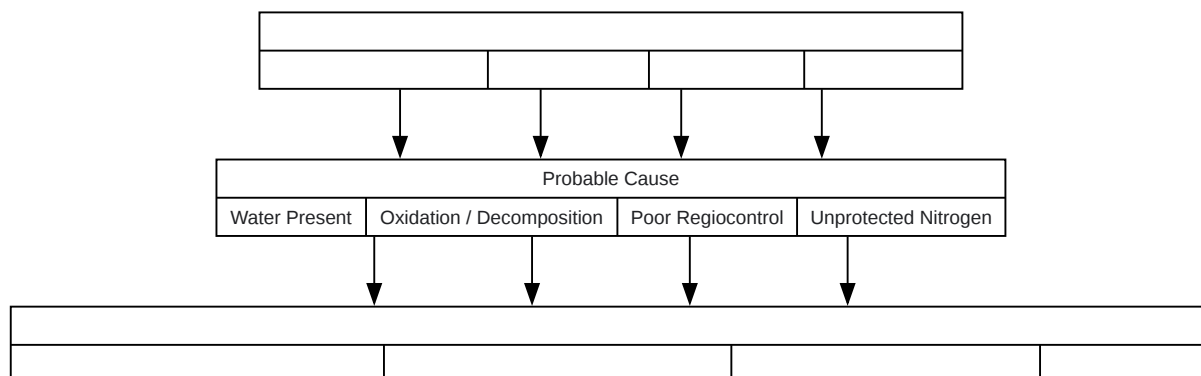 Probable Cause
Water Present
Oxidation / Decomposition
Poor Regiocontrol
Unprotected Nitrogen